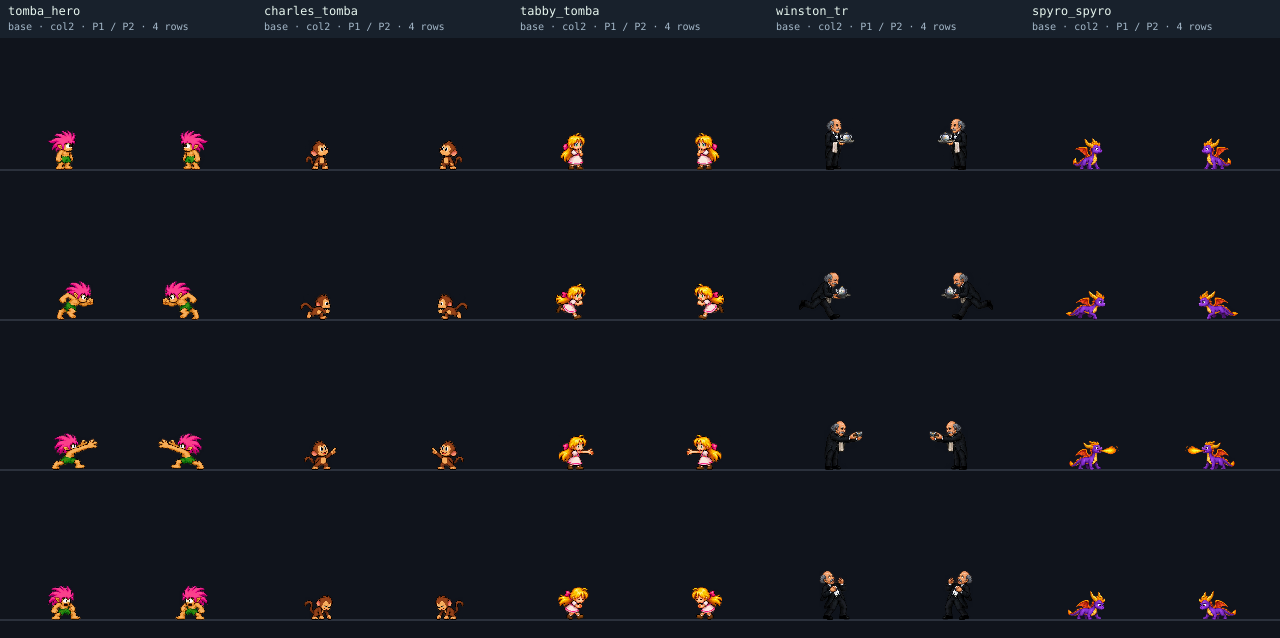 tomba_hero
base · col2 · P1 / P2 · 4 rows
charles_tomba
base · col2 · P1 / P2 · 4 rows
tabby_tomba
base · col2 · P1 / P2 · 4 rows
winston_tr
base · col2 · P1 / P2 · 4 rows
spyro_spyro
base · col2 · P1 / P2 · 4 rows